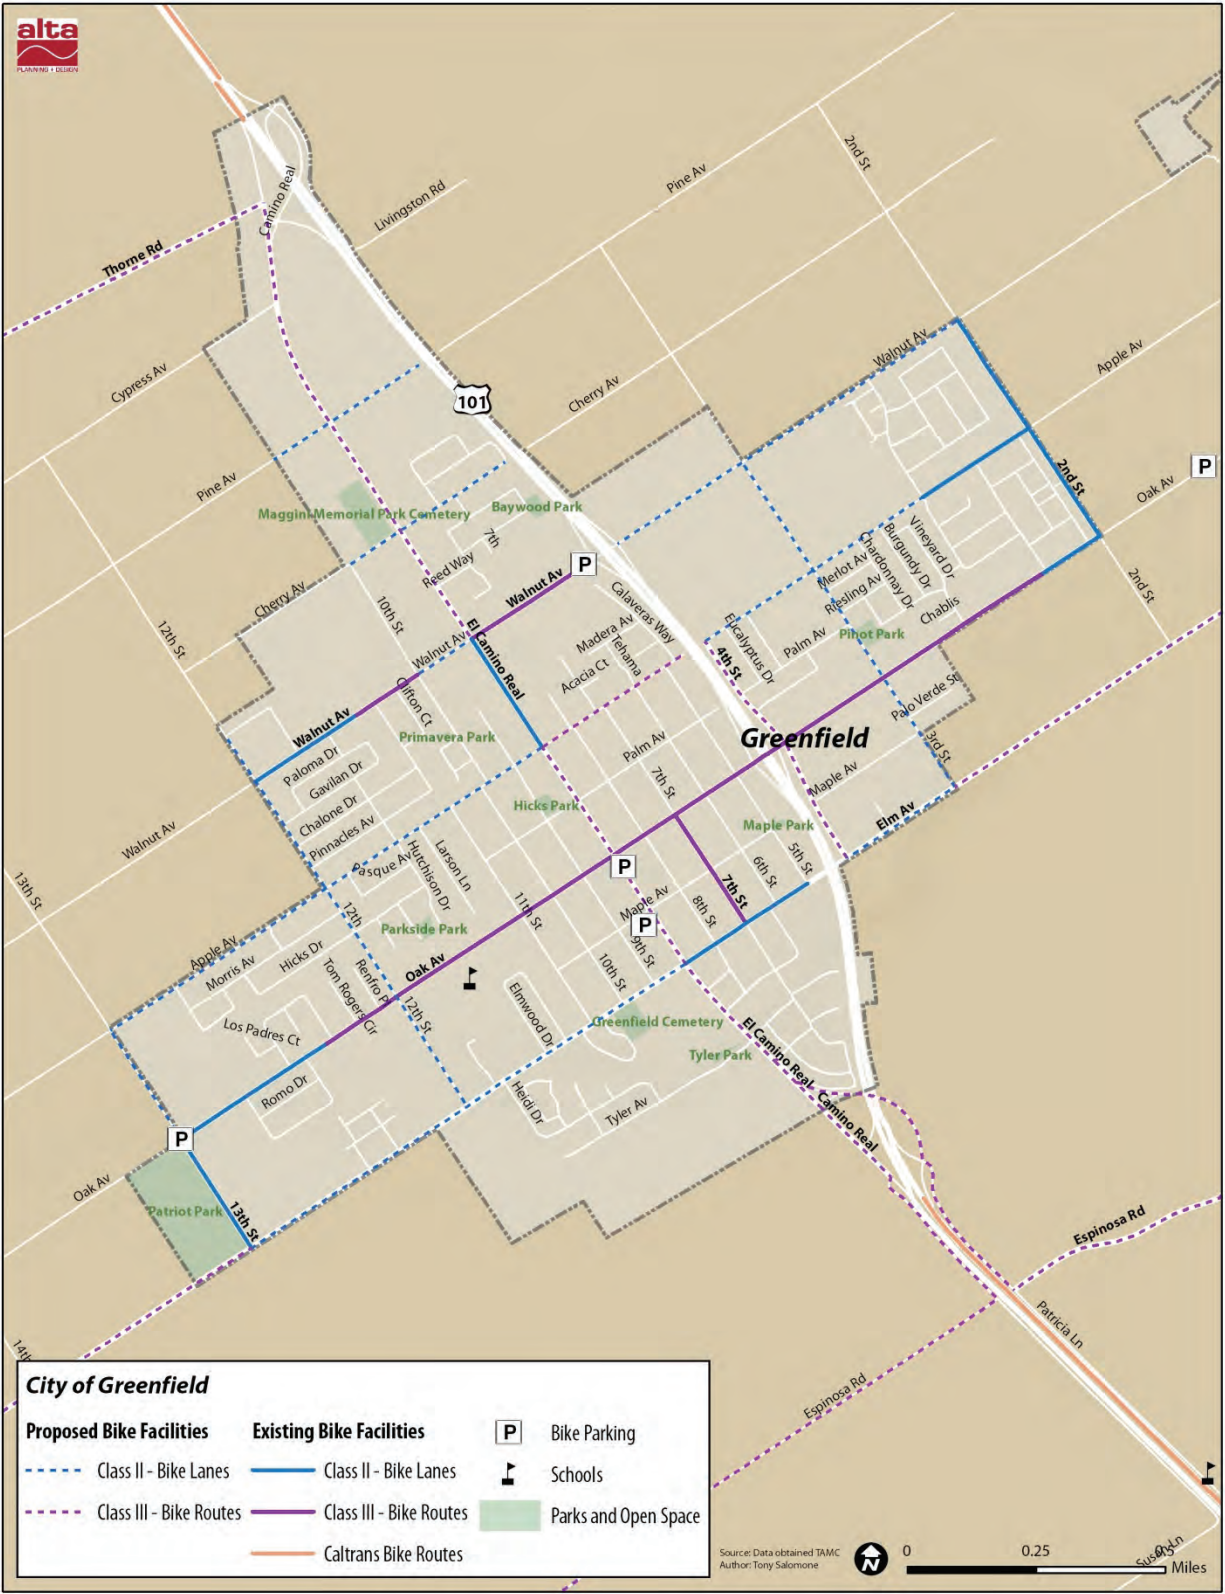 alta
PLANNING + DESIGN
2nd St
Pine Av
Camino Real
Livingston Rd
Thorne Rd
Walnut Av
Apple Av
Cypress Av
101
Cherry Av
2nd St
P
Oak Av
Pine Av
Maggini Memorial Park Cemetery
Baywood Park
7th
Vineyard Dr
Burgundy Dr
Chardonnay Dr
Merlot Av
Riesling Av
Reed Way
P
Walnut Av
Calaveras Way
2nd St
Cherry Av
10th St
12th St
Chablis
Eucalyptus Dr
Pihot Park
Palm Av
Madera Av
Tehama
Acacia Ct
4th St
El Camino Real
Walnut Av
Clifton Ct
Palo Verde St
Walnut Av
Primavera Park
Greenfield
3rd St
Paloma Dr
Gavilan Dr
Palm Av
7th St
Maple Av
Chalone Dr
Pinnacles Av
Hicks Park
Elm Av
Maple Park
Walnut Av
Pasque Av
Hutchison Dr
Larson Ln
P
5th St
6th St
7th St
13th St
12th
11th St
Maple Av
8th St
P
Parkside Park
9th St
Apple Av
Morris Av
Hicks Dr
Oak Av
10th St
Tom Rogers Cir
Renfro Pl
12th St
Elmwood Dr
Los Padres Ct
Greenfield Cemetery
El Camino Real
Tyler Park
Romo Dr
Heidi Dr
Tyler Av
Camino Real
P
Oak Av
Patriot Park
13th St
Espinosa Rd
Patricia Ln
14th
Espinosa Rd
City of Greenfield
Proposed Bike Facilities
Existing Bike Facilities
P
Bike Parking
Class II - Bike Lanes
Class II - Bike Lanes
Schools
Class III - Bike Routes
Class III - Bike Routes
Parks and Open Space
Caltrans Bike Routes
Source: Data obtained TAMC
Author: Tony Salomone
N
0
0.25
0.5
Miles
Susan Ln